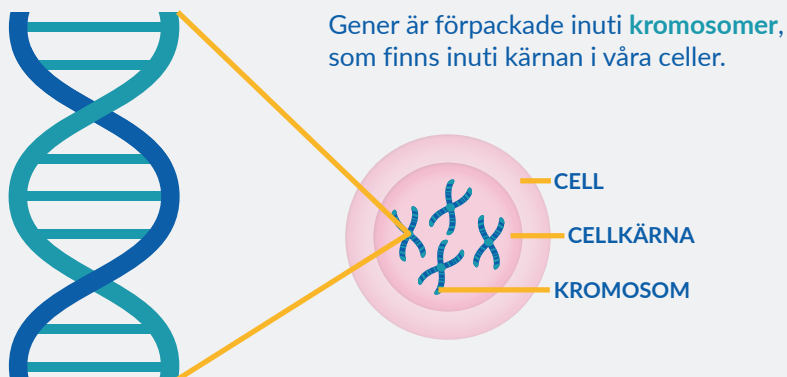 Gener är förpackade inuti kromosomer,
som finns inuti kärnan i våra celler.
CELL
CELLKÄRNA
KROMOSOM